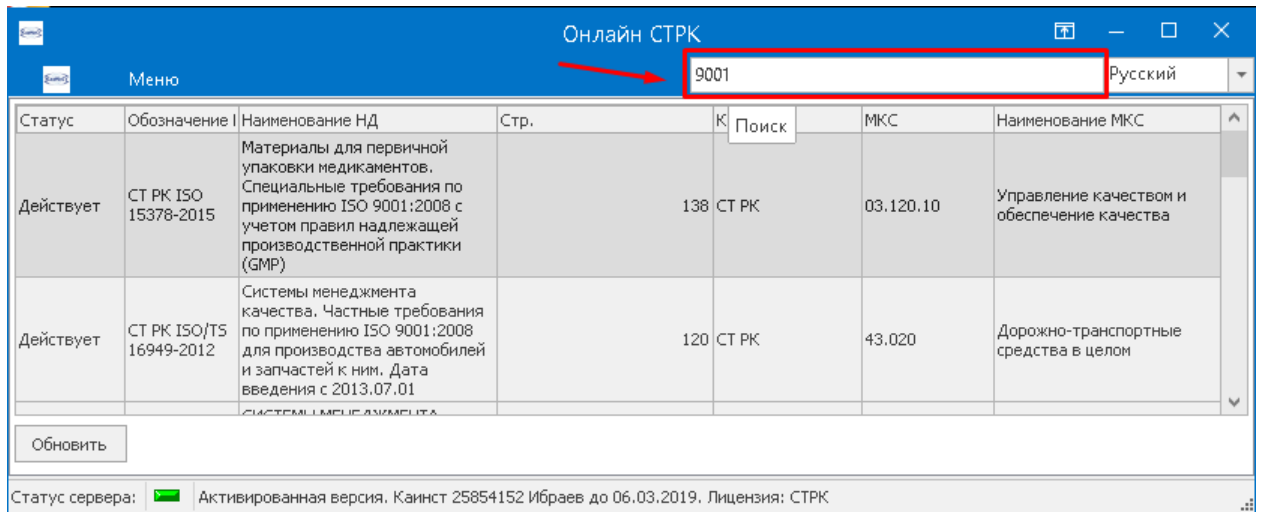 Онлайн СТРК
Меню
9001
Русский
Статус
Обозначение
Наименование НД
Стр.
К
Поиск
МКС
Наименование МКС
Действует
СТ РК ISO
15378-2015
Материалы для первичной
упаковки медикаментов.
Специальные требования по
применению ISO 9001:2008 с
учетом правил надлежащей
производственной практики
(GMP)
138
СТ РК
03.120.10
Управление качеством и
обеспечение качества
Действует
СТ РК ISO/TS
16949-2012
Системы менеджмента
качества. Частные требования
по применению ISO 9001:2008
для производства автомобилей
и запчастей к ним. Дата
введения с 2013.07.01
120
СТ РК
43.020
Дорожно-транспортные
средства в целом
СИСТЕМЫ МЕНЕДЖМЕНТА
Обновить
Статус сервера:
Активированная версия. Каинст 25854152 Ибраев до 06.03.2019. Лицензия: СТРК